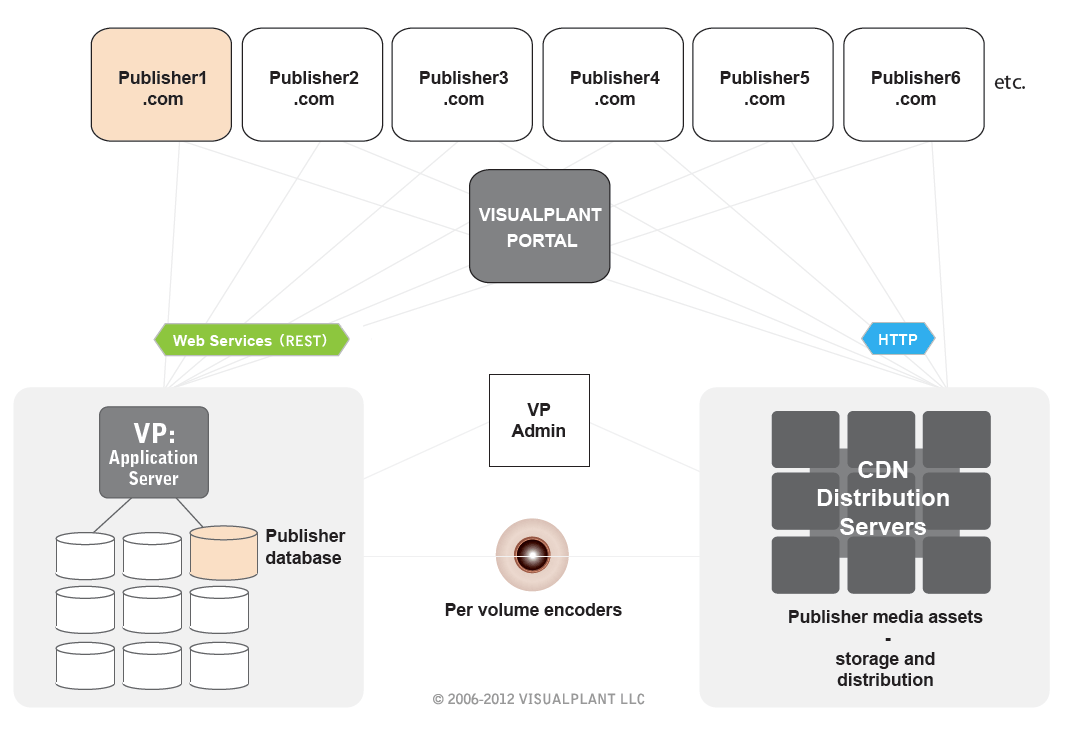 Publisher1
.com
Publisher2
.com
Publisher3
.com
Publisher4
.com
Publisher5
.com
Publisher6
.com
etc.
VISUALPLANT
PORTAL
Web Services (REST)
HTTP
VP:
Application
Server
Publisher
database
VP
Admin
Per volume encoders
CDN
Distribution
Servers
Publisher media assets
-
storage and
distribution
© 2006-2012 VISUALPLANT LLC